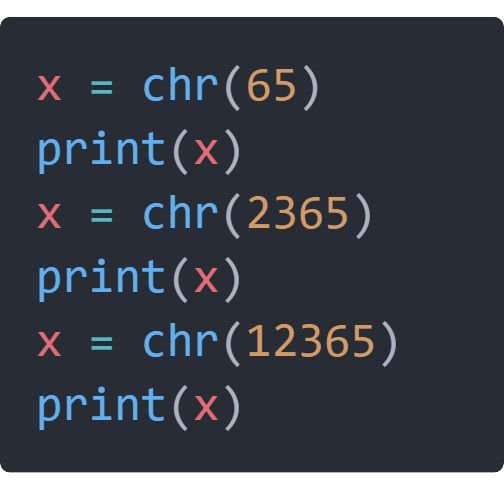 x = chr(65)
print(x)
x = chr(2365)
print(x)
x = chr(12365)
print(x)